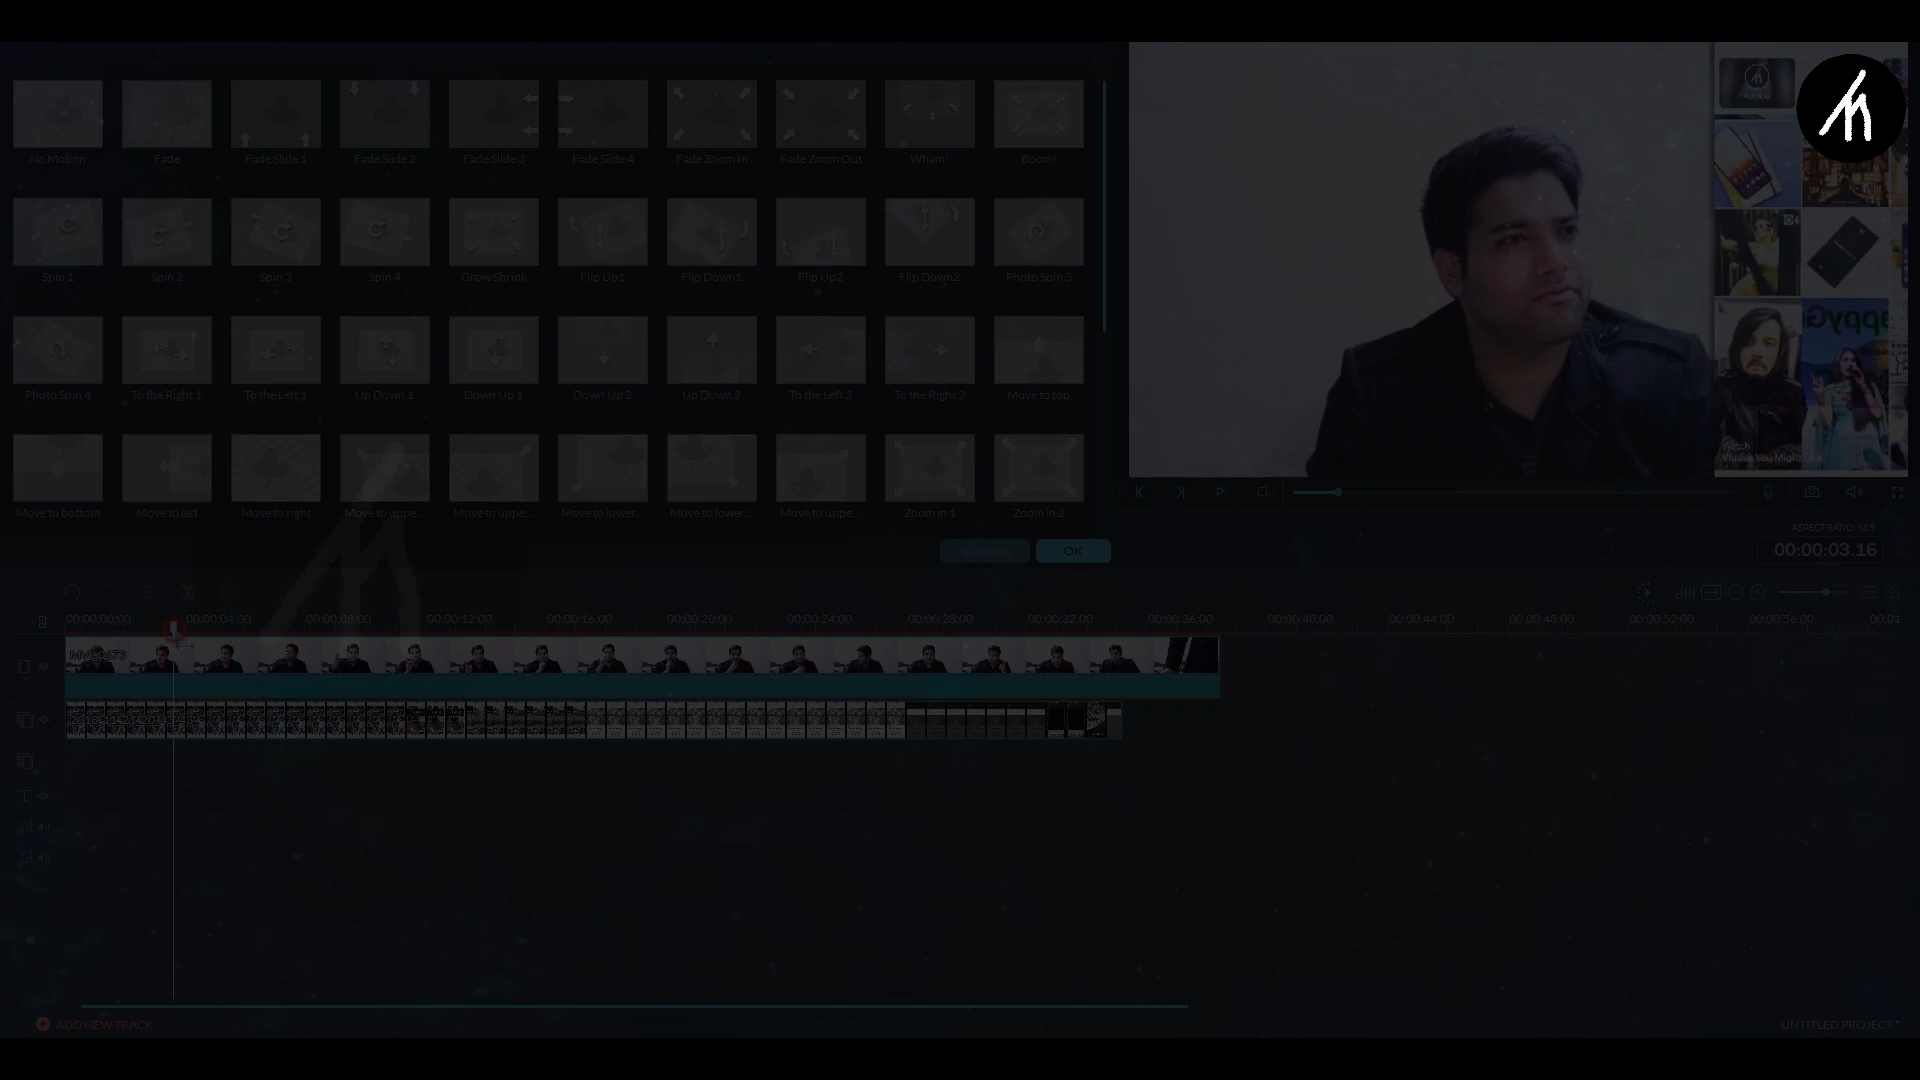 No Motion Fade Fade Slide 1 Fade Slide 2 Fade Slide 3 Fade Slide 4 Fade Zoom In Fade Zoom Out Wham! Boom!
Spin 1 Spin 2 Spin 3 Spin 4 Grow Shrink Flip Up1 Flip Down1 Flip Up2 Flip Down2 Photo Spin 3
Photo Spin 4 To the Right 1 To the Left 1 Up Down 1 Down Up 1 Down Up 2 Up Down 2 To the Left 2 To the Right 2 Move to top
Move to bottom Move to left Move to right Move to uppe... Move to uppe... Move to lower... Move to lower... Move to uppe... Zoom in 1 Zoom in 2
Watch
Videos You Migh
Advanced OK
ASPECT RATIO: 16:9
00:00:03.16
00:00:00:00 00:00:04:00 00:00:08:00 00:00:12:00 00:00:16:00 00:00:20:00 00:00:24:00 00:00:28:00 00:00:32:00 00:00:36:00 00:00:40:00 00:00:44:00 00:00:48:00 00:00:52:00 00:00:56:00 00:01
ADD NEW TRACK
UNTITLED PROJECT *